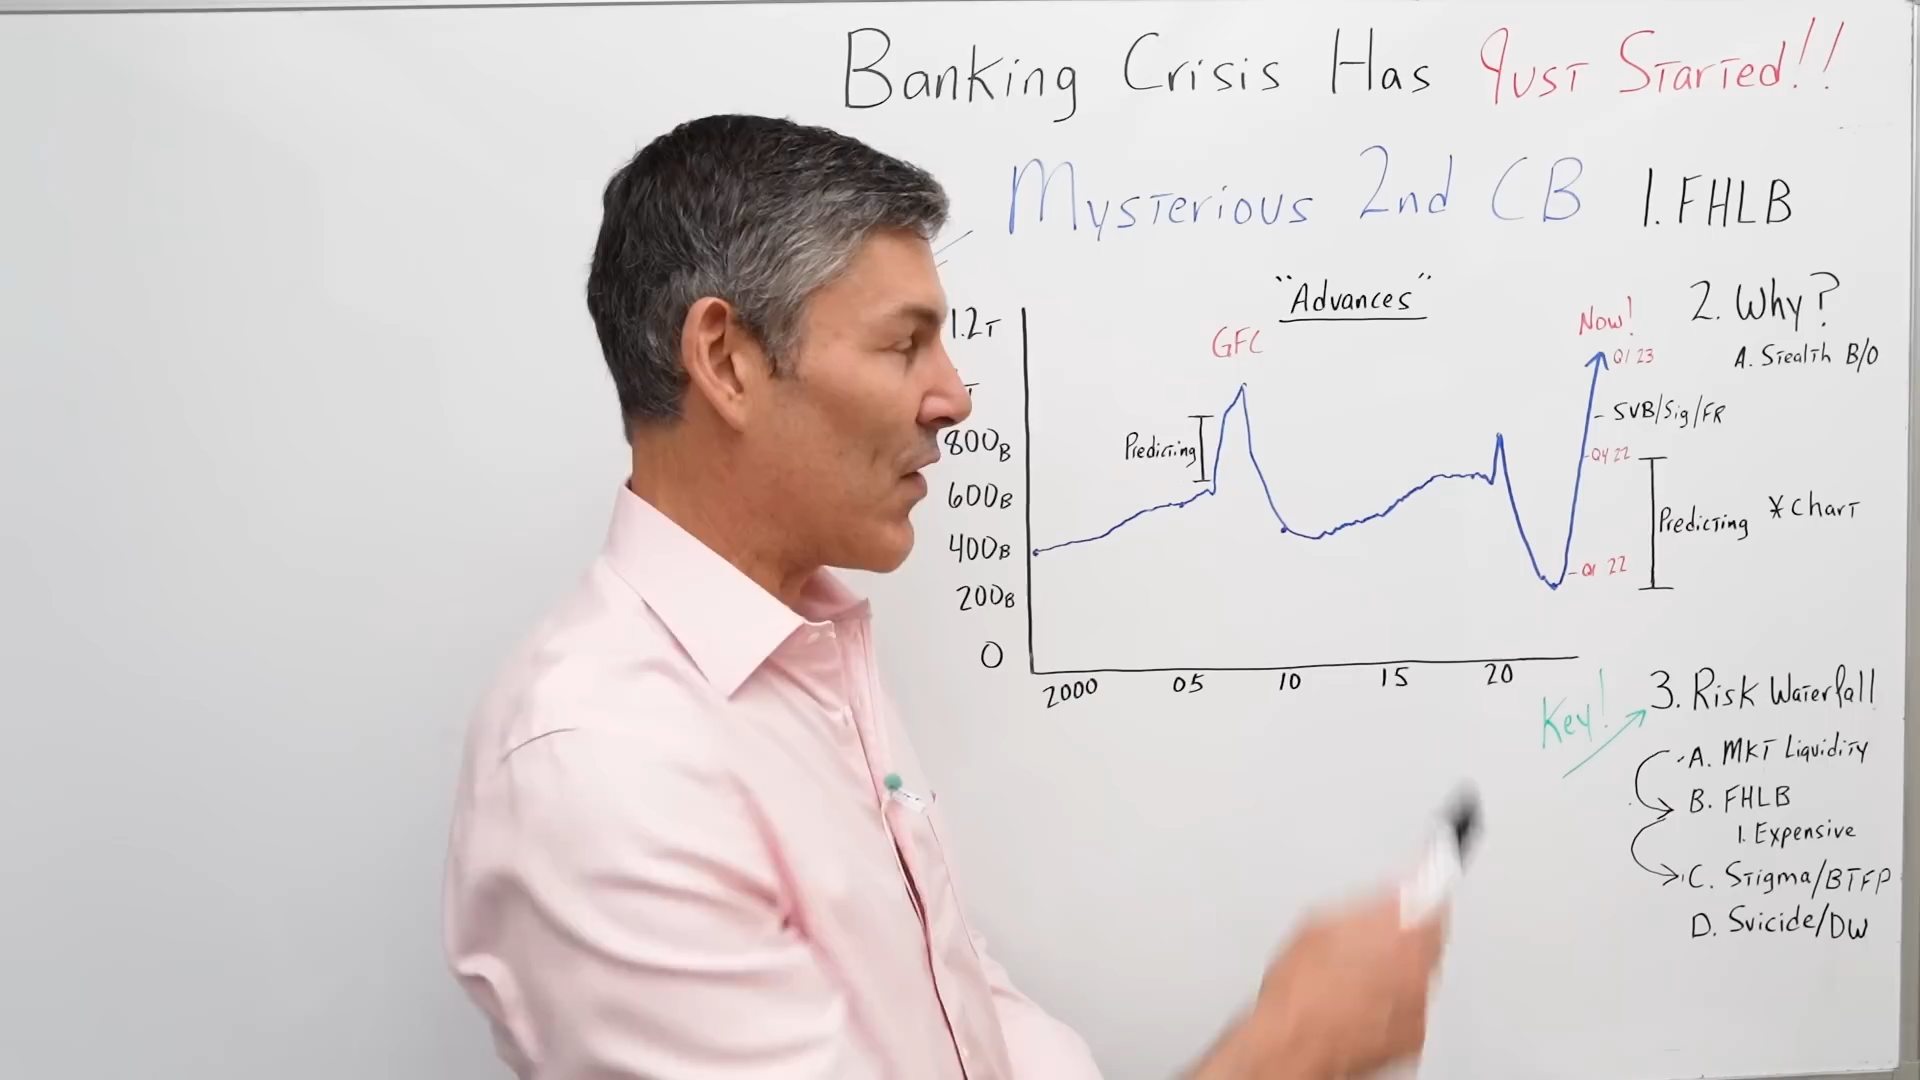 Banking Crisis Has Just Started!!
Mysterious 2nd CB
1. FHLB
"Advances"
2. Why?
A. Stealth B/O
1.2T
T
800B
600B
400B
200B
0
2000 05 10 15 20
GFC
Predicting
Now!
Q1 23
- SVB/Sig/FR
- Q4 22
- Q1 22
Predicting
* Chart
Key!
3. Risk Waterfall
A. MKT Liquidity
B. FHLB
1. Expensive
C. Stigma/BTFP
D. Suicide/DW